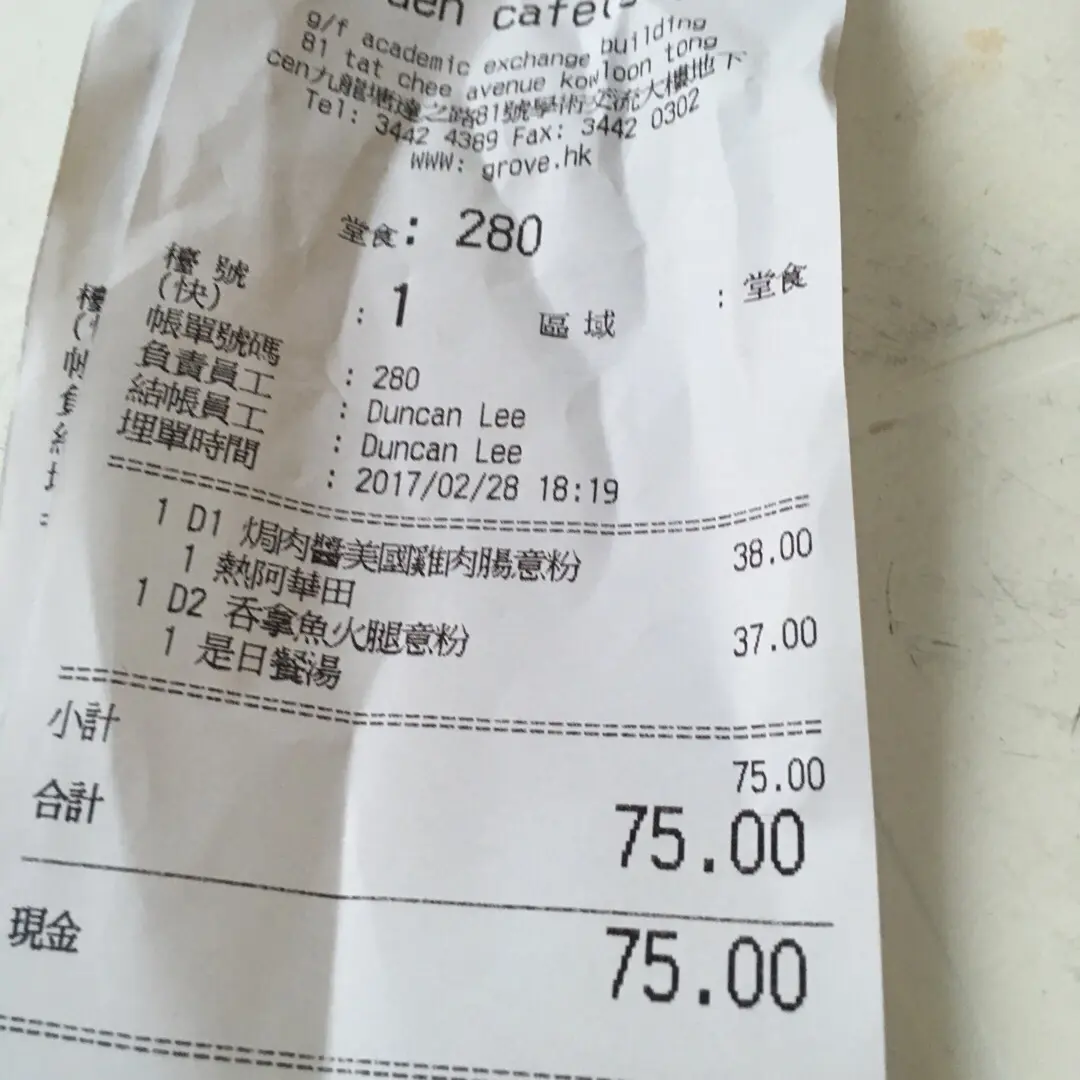 cafe
g/f academic exchange building
81 tat chee avenue kowloon tong
cen九龍塘達之路81號學術交流大樓地下
Tel: 3442 4389 Fax: 3442 0302
www: grove.hk
堂食: 280
檯號
(快) : 1 區域 : 堂食
帳單號碼 : 280
負責員工 : Duncan Lee
結帳員工 : Duncan Lee
埋單時間 : 2017/02/28 18:19
1 D1 焗肉醬美國雞肉腸意粉 38.00
1 熱阿華田
1 D2 吞拿魚火腿意粉 37.00
1 是日餐湯
小計 75.00
合計 75.00
現金 75.00